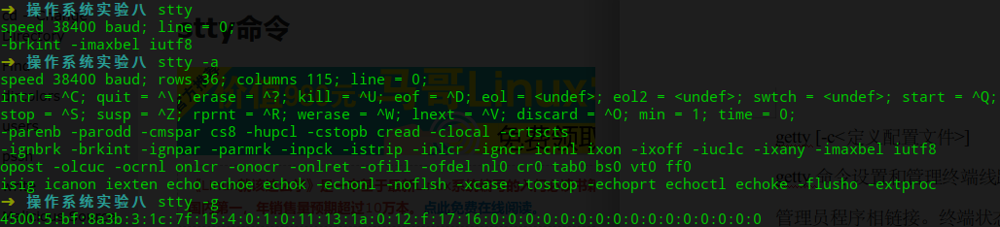 ➜ 操作系统实验八 stty
speed 38400 baud; line = 0;
-brkint -imaxbel iutf8
➜ 操作系统实验八 stty -a
speed 38400 baud; rows 36; columns 115; line = 0;
intr = ^C; quit = ^\; erase = ^?; kill = ^U; eof = ^D; eol = <undef>; eol2 = <undef>; swtch = <undef>; start = ^Q;
stop = ^S; susp = ^Z; rprnt = ^R; werase = ^W; lnext = ^V; discard = ^O; min = 1; time = 0;
-parenb -parodd -cmspar cs8 -hupcl -cstopb cread -clocal -crtscts
-ignbrk -brkint -ignpar -parmrk -inpck -istrip -inlcr -igncr icrnl ixon -ixoff -iuclc -ixany -imaxbel iutf8
opost -olcuc -ocrnl onlcr -onocr -onlret -ofill -ofdel nl0 cr0 tab0 bs0 vt0 ff0
isig icanon iexten echo echoe echok -echonl -noflsh -xcase -tostop -echoprt echoctl echoke -flusho -extproc
➜ 操作系统实验八 stty -g
4500:5:bf:8a3b:3:1c:7f:15:4:0:1:0:11:13:1a:0:12:f:17:16:0:0:0:0:0:0:0:0:0:0:0:0:0:0:0:0
stty命令
getty [-c<定义配置文件>]
getty 命令设置和管理终端线
管理员程序相链接。终端状